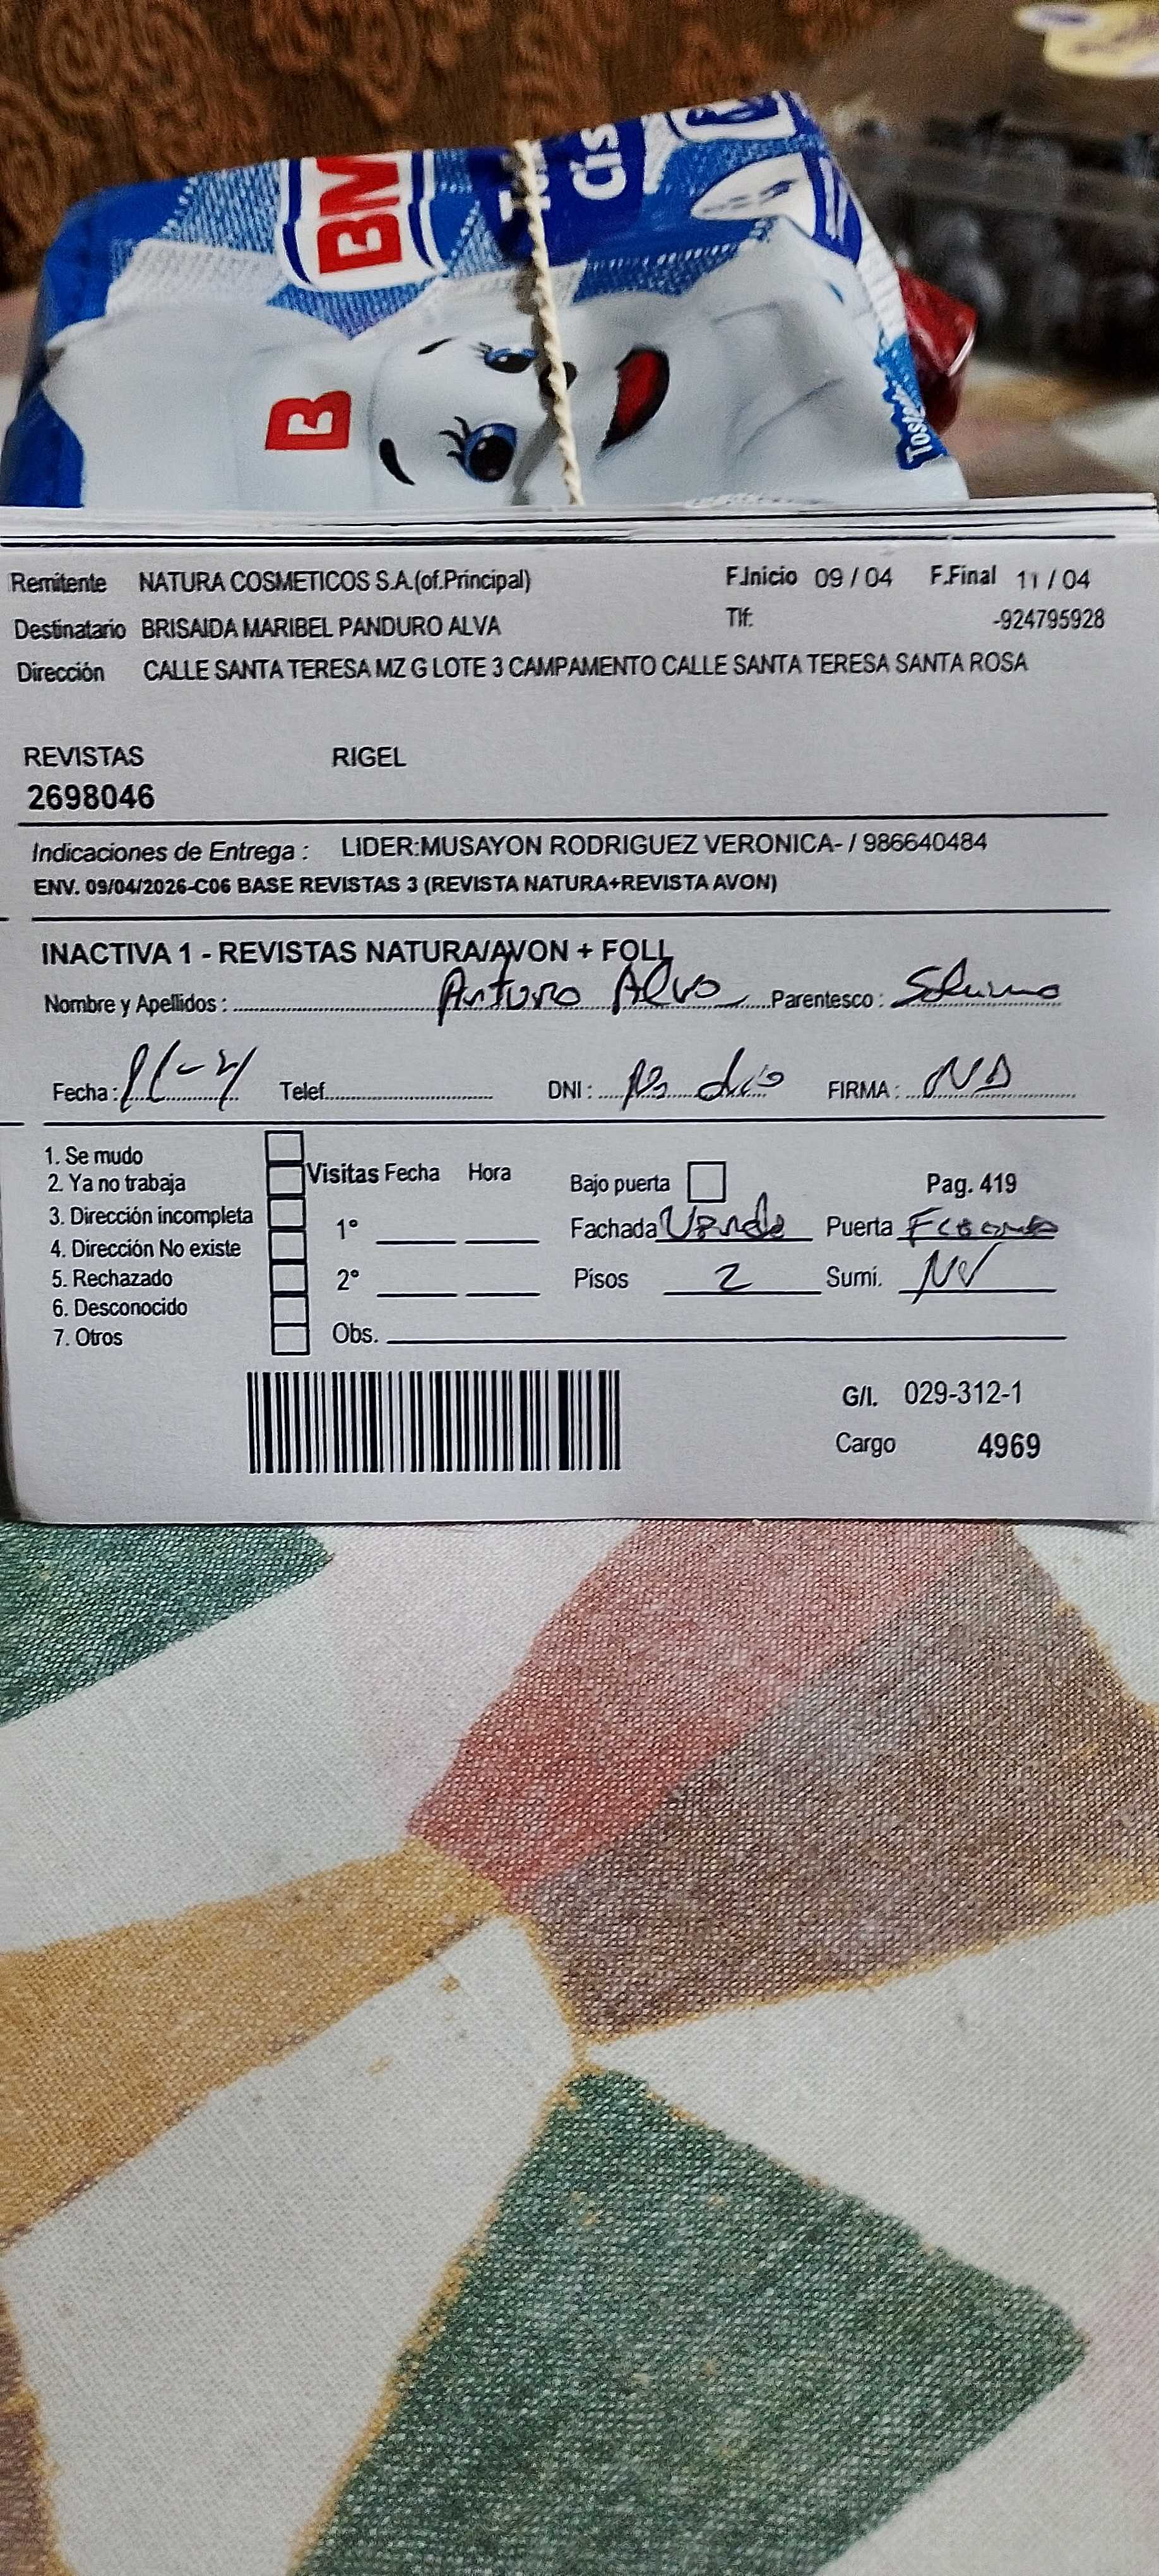 BM
Cis
B
Remitente NATURA COSMETICOS S.A.(of.Principal) F.Inicio 09 / 04 F.Final 11 / 04
Destinatario BRISAIDA MARIBEL PANDURO ALVA Tlf: -924795928
Dirección CALLE SANTA TERESA MZ G LOTE 3 CAMPAMENTO CALLE SANTA TERESA SANTA ROSA
REVISTAS RIGEL
2698046
Indicaciones de Entrega : LIDER:MUSAYON RODRIGUEZ VERONICA- / 986640484
ENV. 09/04/2026-C06 BASE REVISTAS 3 (REVISTA NATURA+REVISTA AVON)
INACTIVA 1 - REVISTAS NATURA/AVON + FOLL
Nombre y Apellidos : Arturo Alva Parentesco :
Fecha : Telef. DNI : No dio FIRMA :
1. Se mudo
2. Ya no trabaja Visitas Fecha Hora Bajo puerta Pag. 419
3. Dirección incompleta 1° Fachada Verde Puerta
4. Dirección No existe
5. Rechazado 2° Pisos 2 Sumi.
6. Desconocido
7. Otros Obs.
G/I. 029-312-1
Cargo 4969